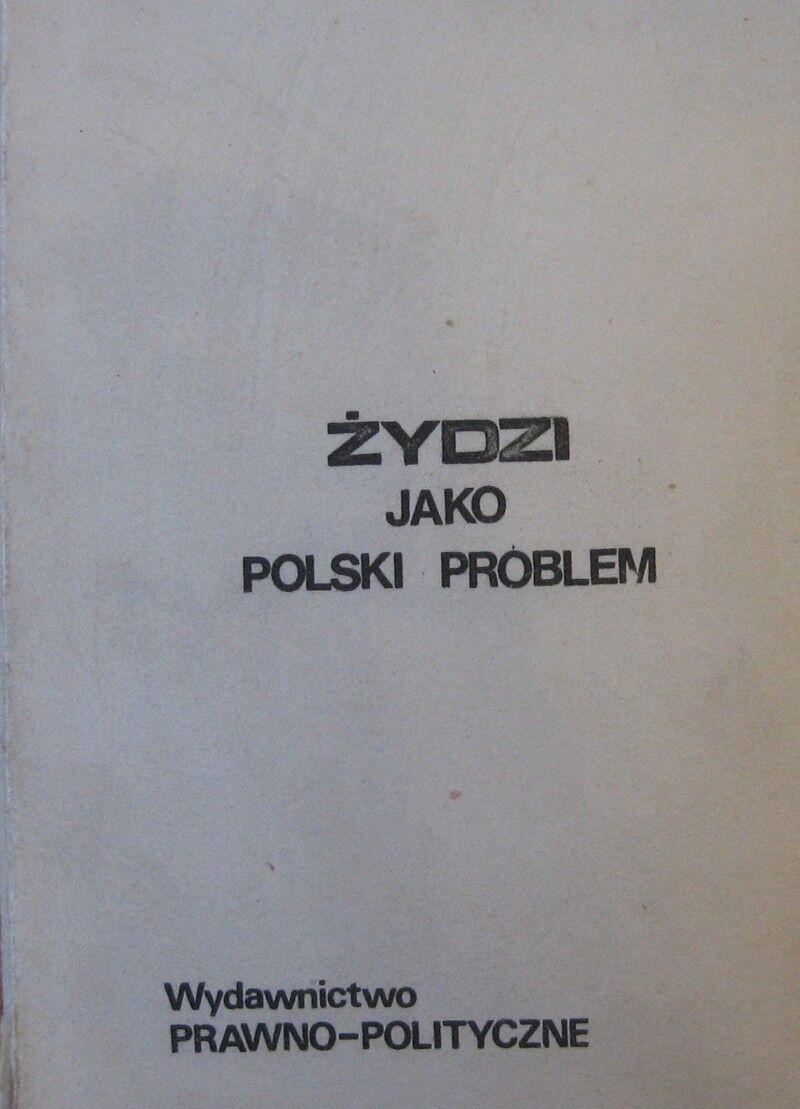 ŻYDZI
JAKO
POLSKI PROBLEM
Wydawnictwo
PRAWNO-POLITYCZNE